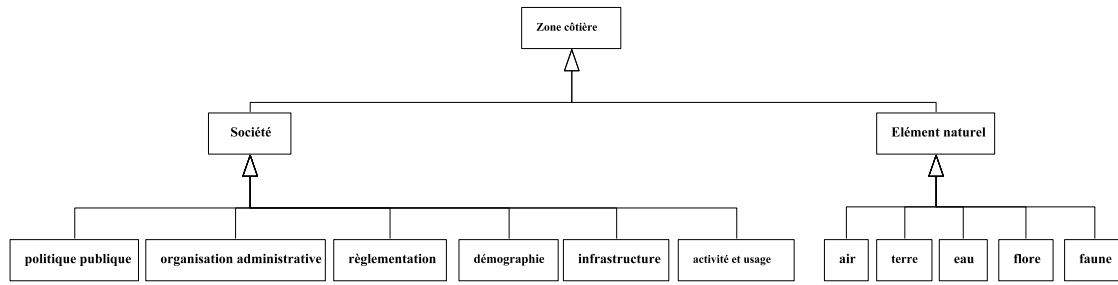 Zone côtière
Société
Elément naturel
politique publique
organisation administrative
règlementation
démographie
infrastructure
activité et usage
air
terre
eau
flore
faune